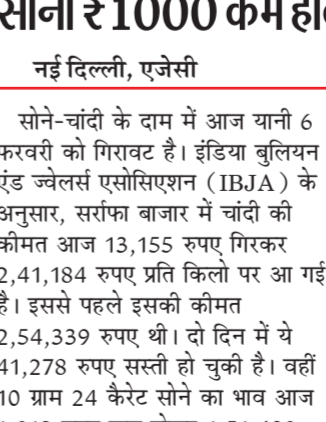 सोना ₹1000 कम
नई दिल्ली, एजेसी
सोने-चांदी के दाम में आज यानी 6
फरवरी को गिरावट है। इंडिया बुलियन
एंड ज्वेलर्स एसोसिएशन (IBJA) के
अनुसार, सर्राफा बाजार में चांदी की
कीमत आज 13,155 रुपए गिरकर
2,41,184 रुपए प्रति किलो पर आ गई
है। इससे पहले इसकी कीमत
2,54,339 रुपए थी। दो दिन में ये
41,278 रुपए सस्ती हो चुकी है। वहीं
10 ग्राम 24 कैरेट सोने का भाव आज